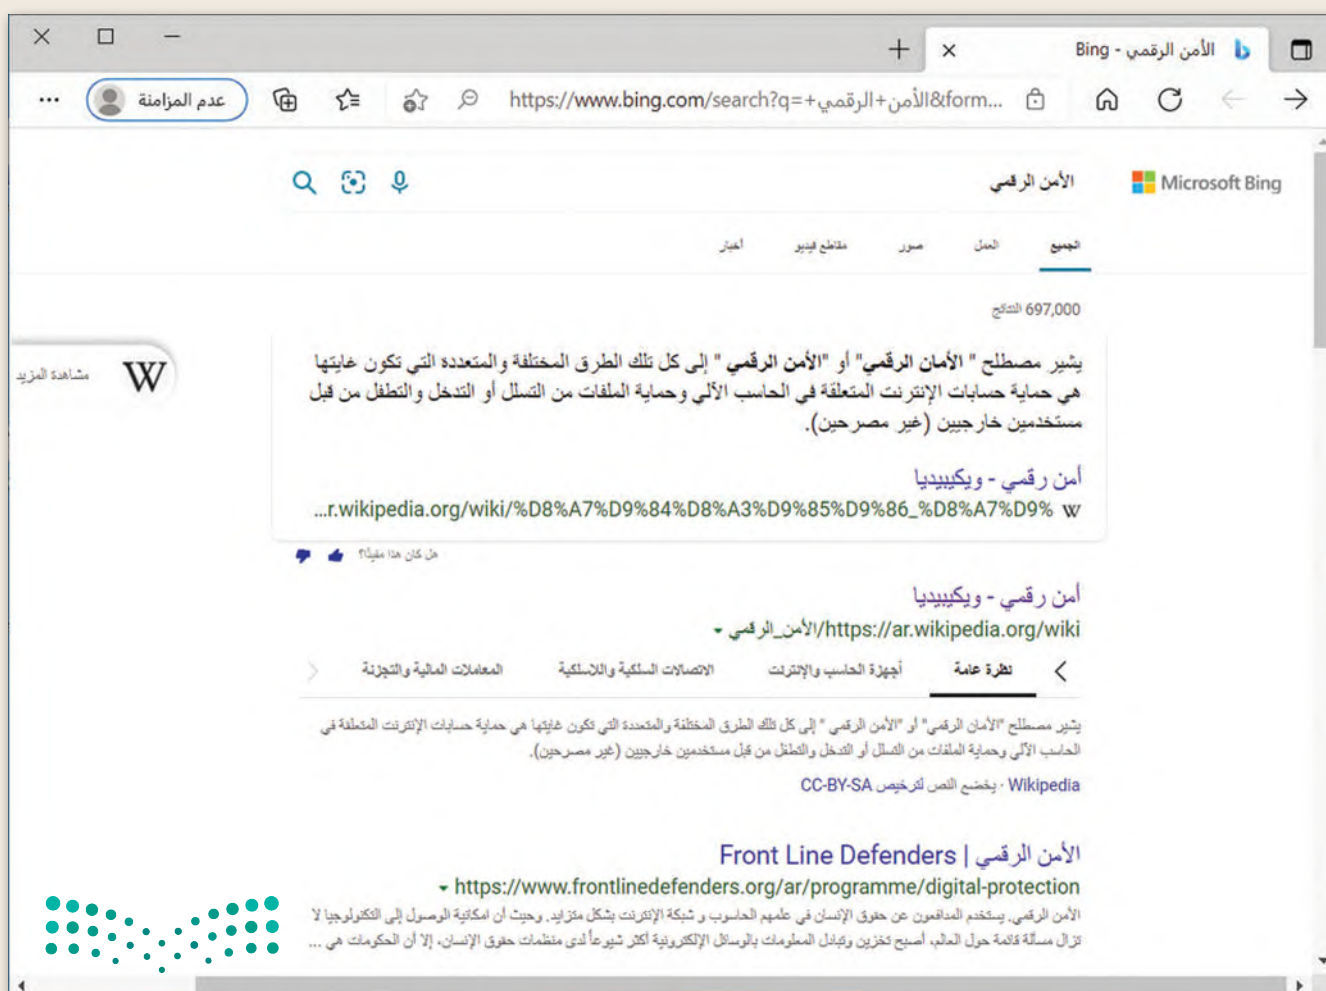 الأمن الرقمي - Bing
عدم المزامنة
https://www.bing.com/search?q=+الأمن+الرقمي&form...
Microsoft Bing
الأمن الرقمي
الجميع
العمل
صور
مقاطع فيديو
أخبار
697,000 النتائج
يشير مصطلح " الأمان الرقمي" أو "الأمن الرقمي " إلى كل تلك الطرق المختلفة والمتعددة التي تكون غايتها
هي حماية حسابات الإنترنت المتعلقة في الحاسب الآلي وحماية الملفات من التسلل أو التدخل والتطفل من قبل
مستخدمين خارجيين (غير مصرحين).
W
مشاهدة المزيد
أمن رقمي - ويكيبيديا
W ...r.wikipedia.org/wiki/%D8%A7%D9%84%D8%A3%D9%85%D9%86_%D8%A7%D9%
هل كان هذا مفيدًا؟
أمن رقمي - ويكيبيديا
https://ar.wikipedia.org/wiki/الأمن_الرقمي
نظرة عامة
أجهزة الحاسب والإنترنت
الاتصالات السلكية واللاسلكية
المعاملات المالية والتجزئة
يشير مصطلح "الأمان الرقمي" أو "الأمن الرقمي " إلى كل تلك الطرق المختلفة والمتعددة التي تكون غايتها هي حماية حسابات الإنترنت المتعلقة في
الحاسب الآلي وحماية الملفات من التسلل أو التدخل والتطفل من قبل مستخدمين خارجيين (غير مصرحين).
Wikipedia · يخضع النص لترخيص CC-BY-SA
الأمن الرقمي | Front Line Defenders
https://www.frontlinedefenders.org/ar/programme/digital-protection
الأمن الرقمي. يستخدم المدافعون عن حقوق الإنسان في علمهم الحاسوب و شبكة الإنترنت بشكل متزايد. وحيث أن امكانية الوصول إلى التكنولوجيا لا
تزال مسألة قائمة حول العالم، أصبح تخزين وتبادل المعلومات بالوسائل الإلكترونية أكثر شيوعاً لدى منظمات حقوق الإنسان، إلا أن الحكومات هي ...